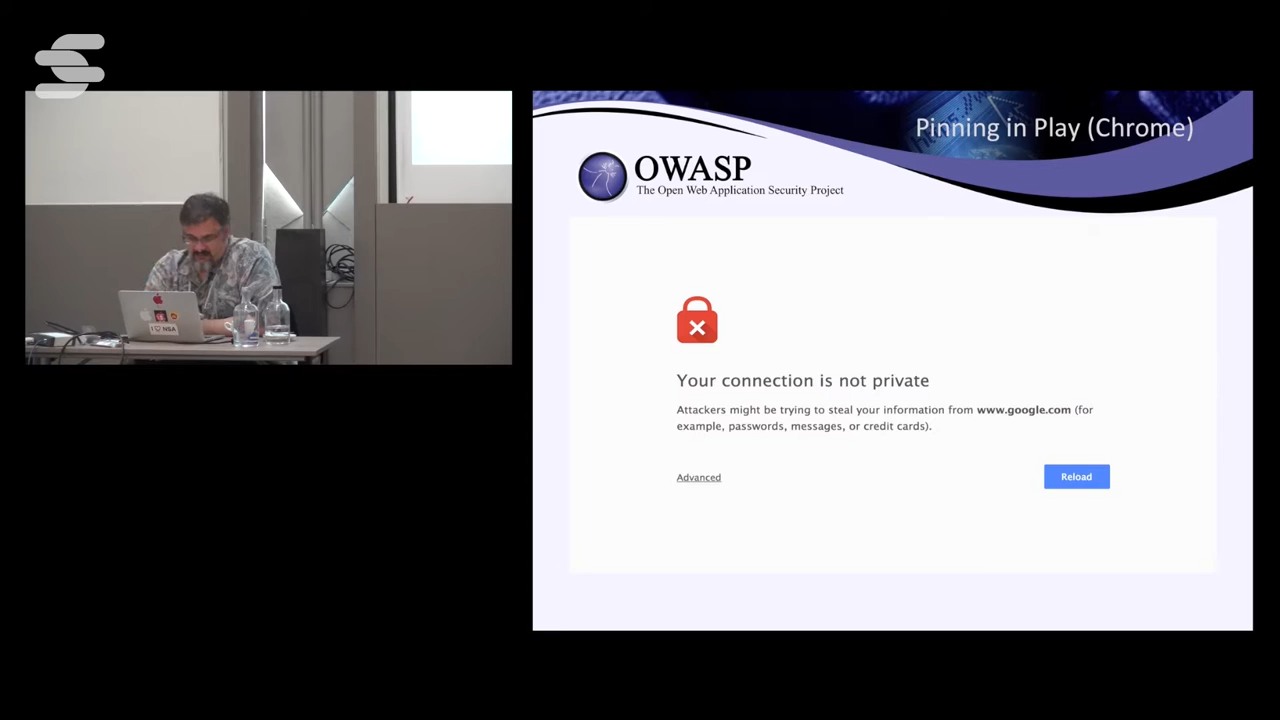 Pinning in Play (Chrome)
OWASP
The Open Web Application Security Project
Your connection is not private
Attackers might be trying to steal your information from www.google.com (for
example, passwords, messages, or credit cards).
Advanced
Reload
I ♡ NSA